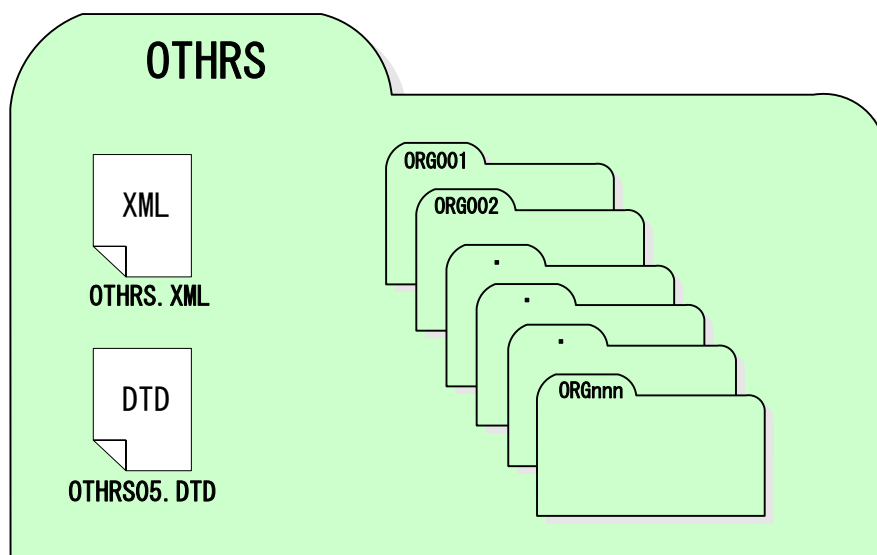 OTHRS
XML
OTHRS.XML
DTD
OTHRS05.DTD
ORG001
ORG002
.
.
.
ORGnnn